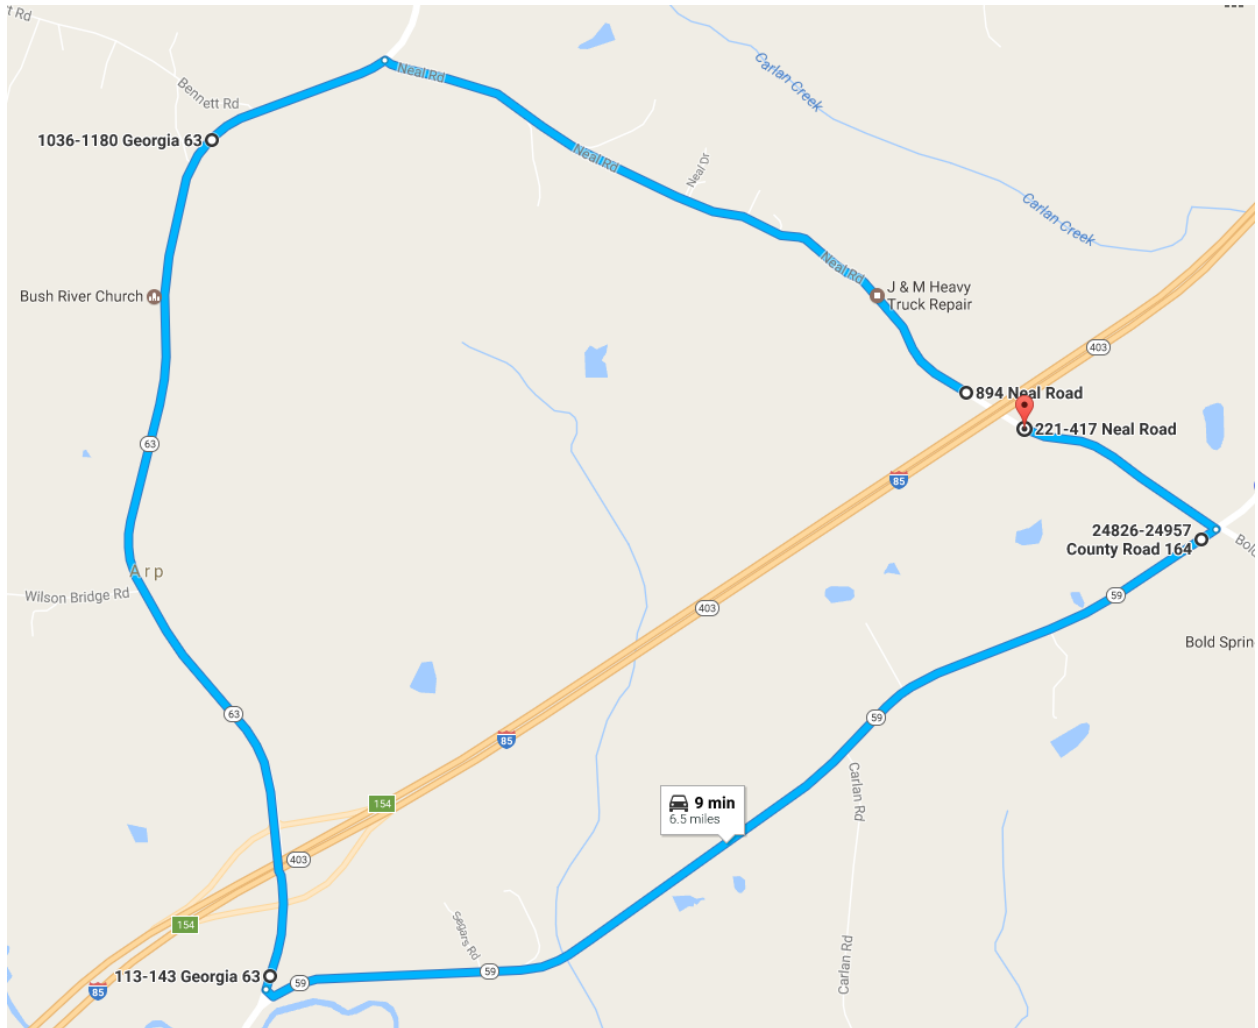 t Rd
Neal Rd
Carlan Creek
Bennett Rd
1036-1180 Georgia 63
Neal Rd
Neal Dr
Carlan Creek
Neal Rd
Bush River Church
J & M Heavy
Truck Repair
403
894 Neal Road
221-417 Neal Road
63
85
24826-24957
County Road 164
Bold
Arp
Wilson Bridge Rd
59
403
Bold Sprin
63
59
85
Carlan Rd
154
9 min
6.5 miles
403
154
Segars Rd
Carlan Rd
113-143 Georgia 63
59
59
85